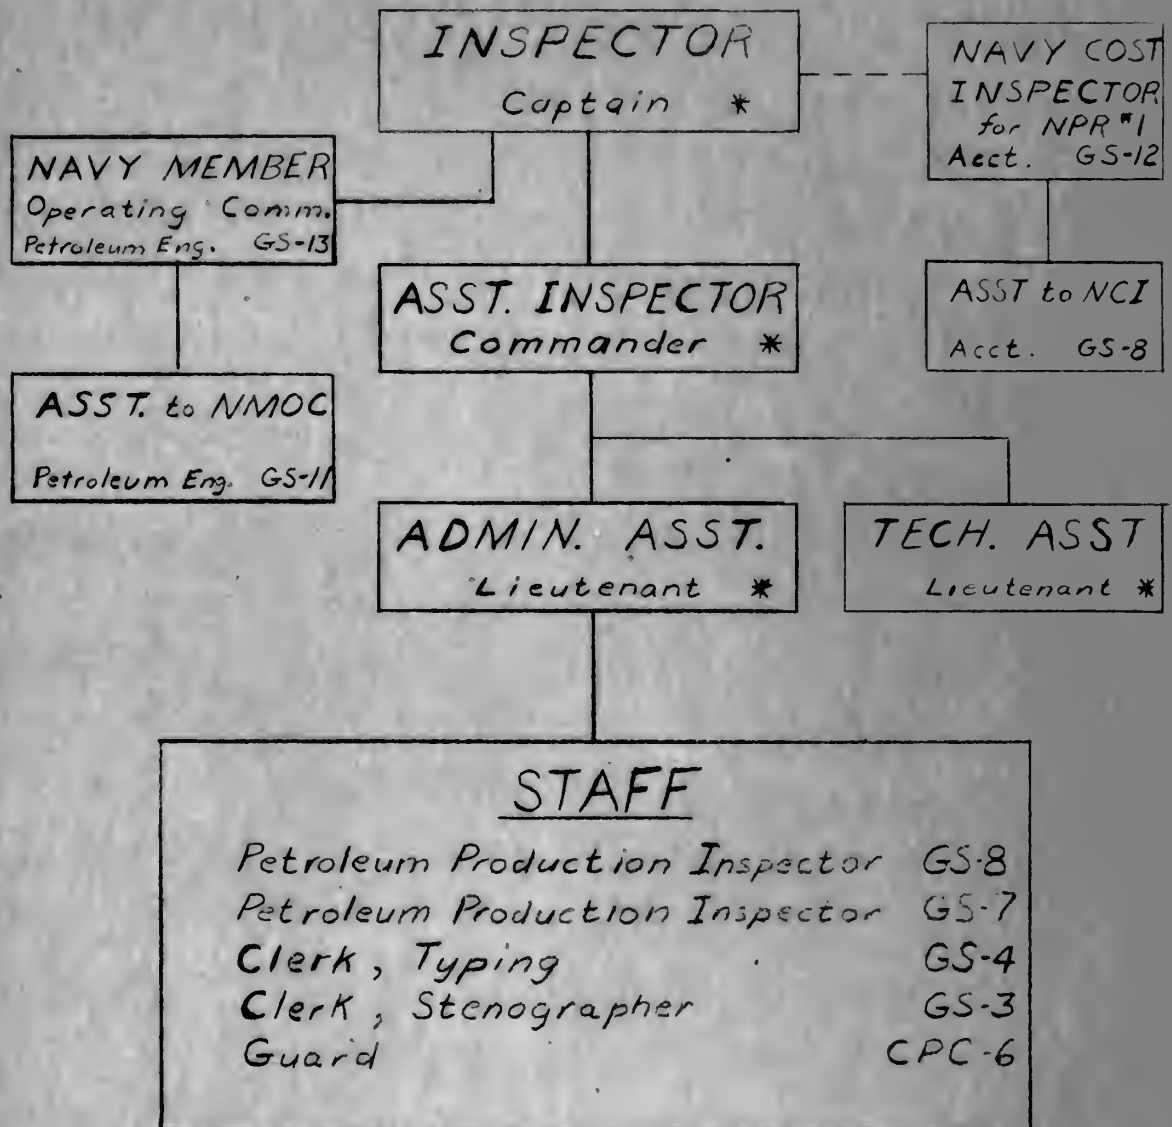 INSPECTOR
Captain *
NAVY COST
INSPECTOR
for NPR #1
Acct. GS-12
NAVY MEMBER
Operating Comm.
Petroleum Eng. GS-13
ASST. INSPECTOR
Commander *
ASST to NCI
Acct. GS-8
ASST. to NMOC
Petroleum Eng. GS-11
ADMIN. ASST.
Lieutenant *
TECH. ASST
Lieutenant *
STAFF
Petroleum Production Inspector GS-8
Petroleum Production Inspector GS-7
Clerk, Typing GS-4
Clerk, Stenographer GS-3
Guard CPC-6